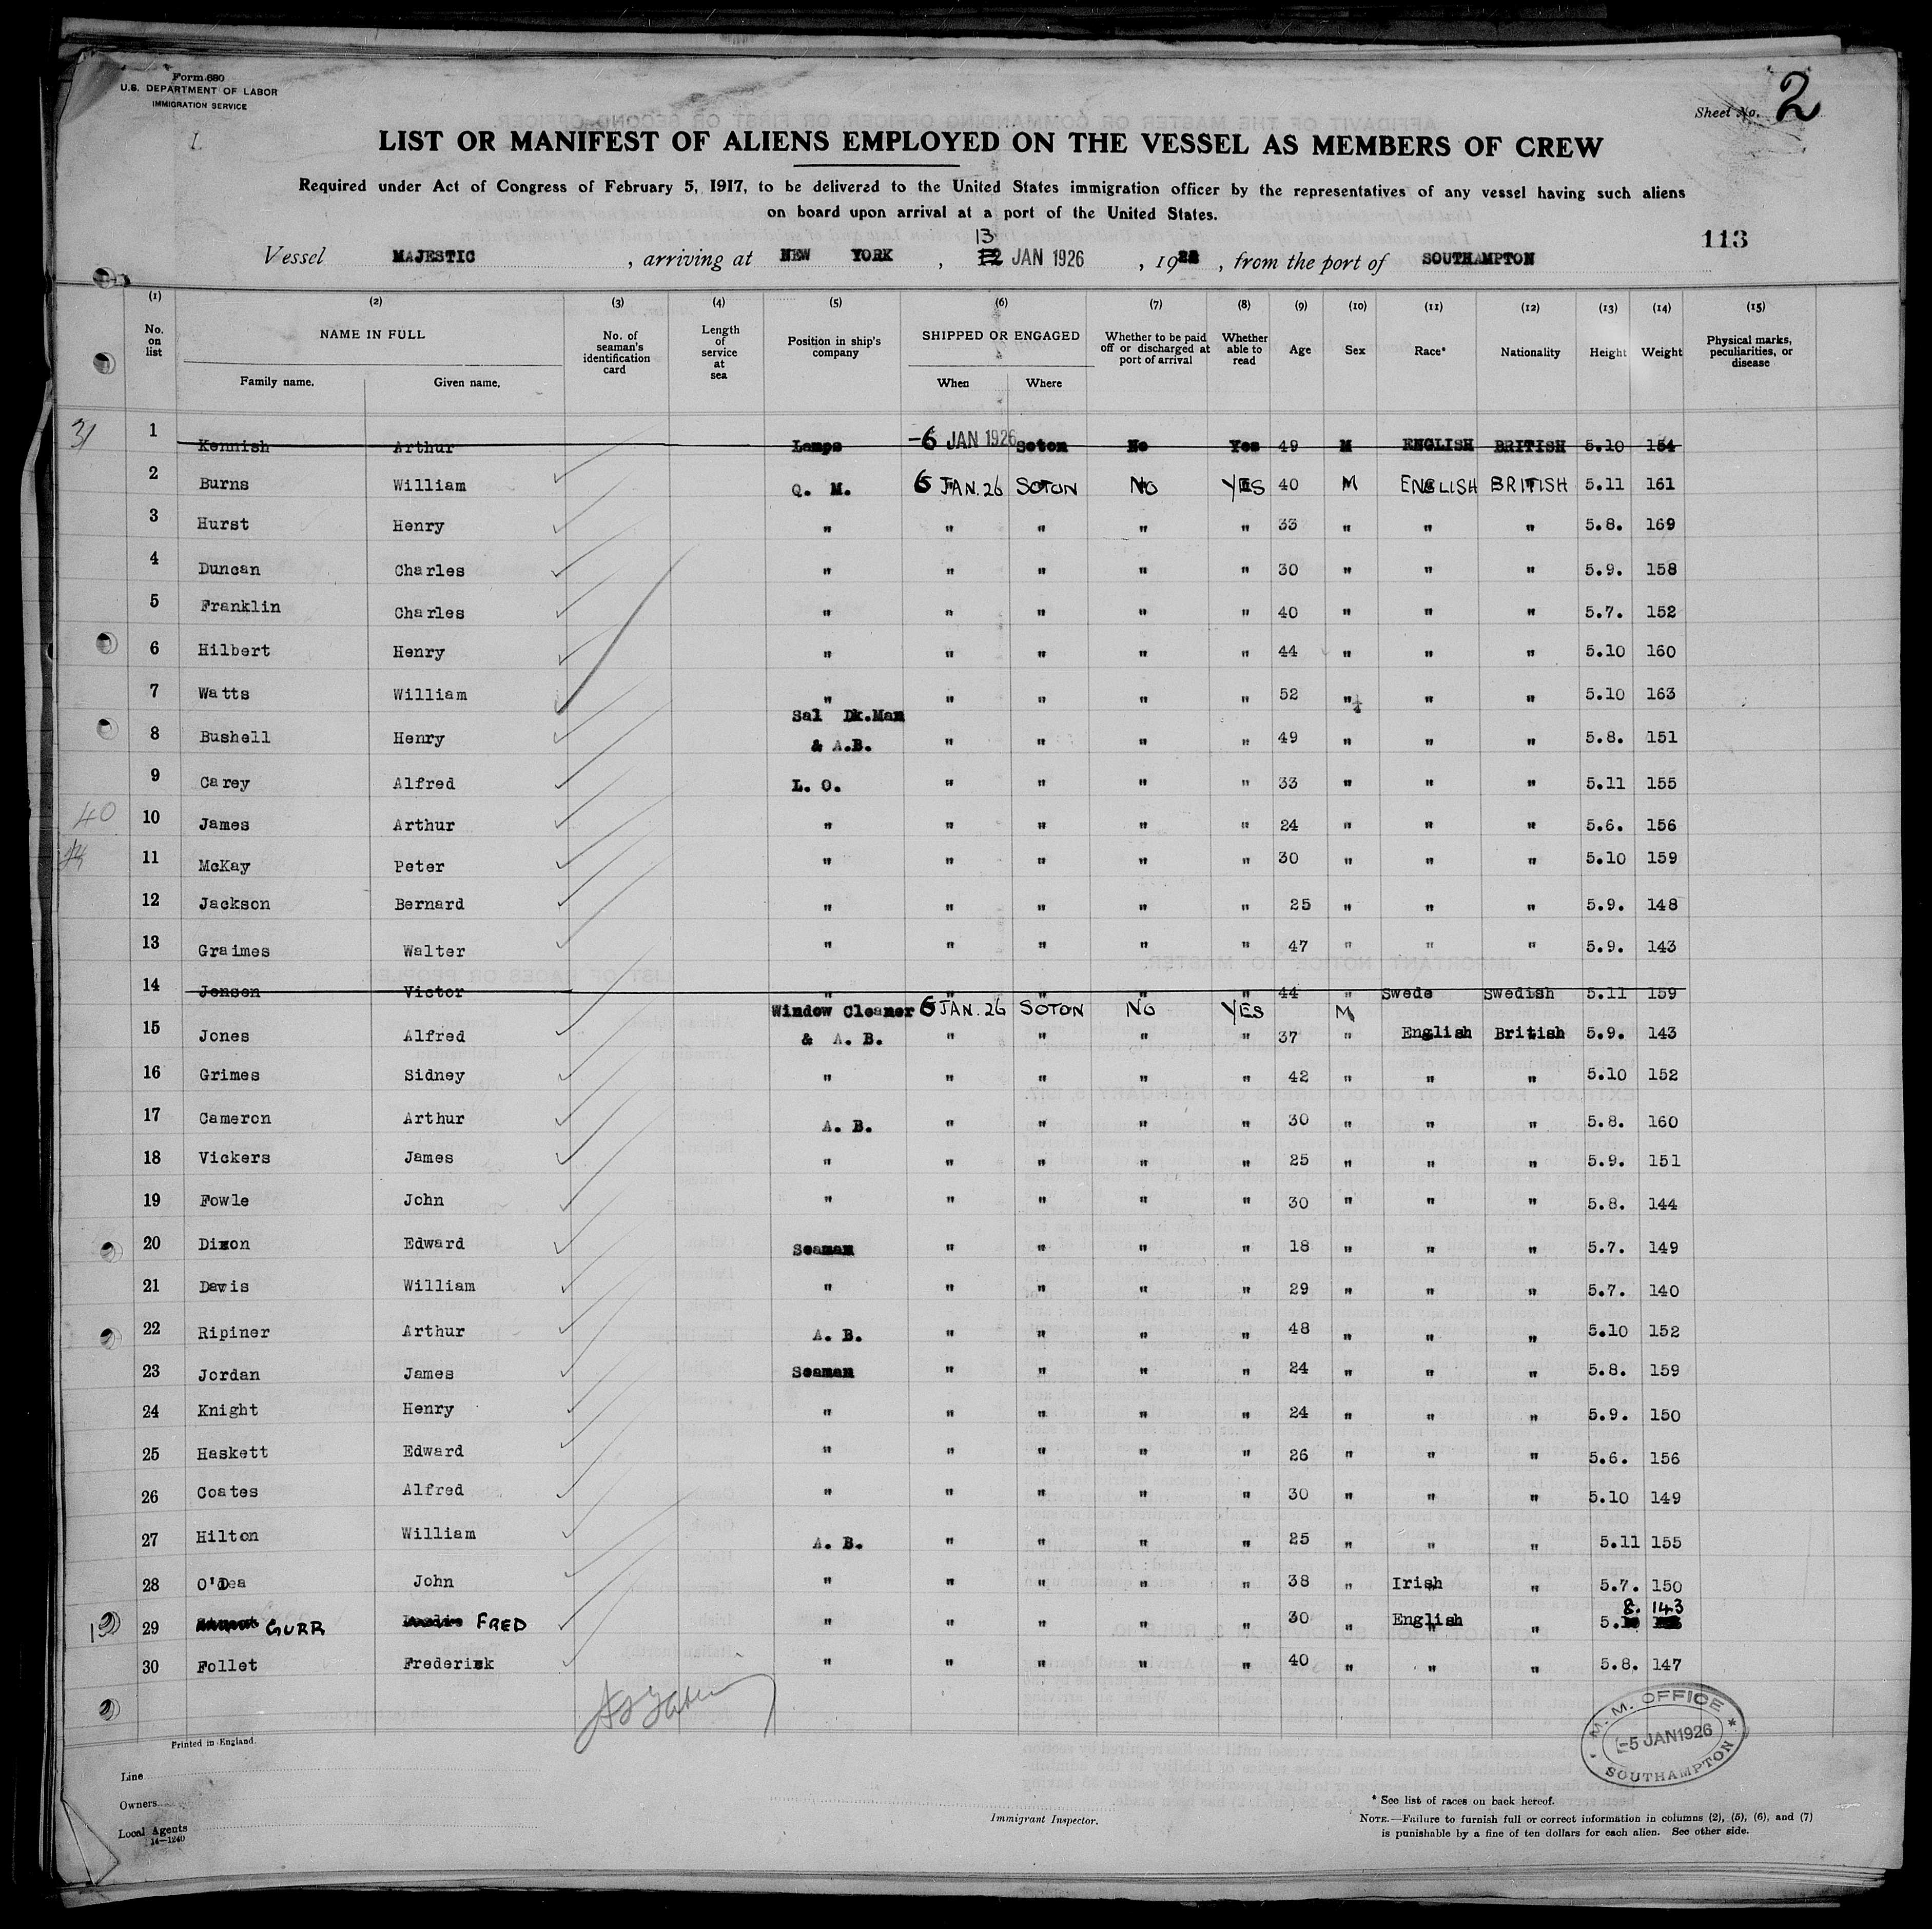 Form 680
U.S. DEPARTMENT OF LABOR
IMMIGRATION SERVICE
Sheet No. 2
LIST OR MANIFEST OF ALIENS EMPLOYED ON THE VESSEL AS MEMBERS OF CREW
Required under Act of Congress of February 5, 1917, to be delivered to the United States immigration officer by the representatives of any vessel having such aliens
on board upon arrival at a port of the United States.
113
13
Vessel MAJESTIC , arriving at NEW YORK , 12 JAN 1926 , 19 , from the port of SOUTHAMPTON
(1) (2) (3) (4) (5) (6) (7) (8) (9) (10) (11) (12) (13) (14) (15)
No. on list NAME IN FULL Family name. Given name. No. of seaman's identification card Length of service at sea Position in ship's company SHIPPED OR ENGAGED When Where Whether to be paid off or discharged at port of arrival Whether able to read Age Sex Race* Nationality Height Weight Physical marks, peculiarities, or disease
31 1 Kennish Arthur Lamps -6 JAN 1926 Soton No Yes 49 M ENGLISH BRITISH 5.10 154
2 Burns William Q. M. 6 JAN.26 SOTON NO YES 40 M ENGLISH BRITISH 5.11 161
3 Hurst Henry " " " " " 33 " " " 5.8. 169
4 Duncan Charles " " " " " 30 " " " 5.9. 158
5 Franklin Charles " " " " " 40 " " " 5.7. 152
6 Hilbert Henry " " " " " 44 " " " 5.10 160
7 Watts William " " " " " 52 " " " 5.10 163
8 Bushell Henry Sal Dk.Man & A.B. " " " " 49 " " " 5.8. 151
9 Carey Alfred L. O. " " " " 33 " " " 5.11 155
40 10 James Arthur " " " " " 24 " " " 5.6. 156
11 McKay Peter " " " " " 30 " " " 5.10 159
12 Jackson Bernard " " " " " 25 " " " 5.9. 148
13 Graimes Walter " " " " " 47 " " " 5.9. 143
14 Jensen Victor " " " " " 44 " Swede Swedish 5.11 159
15 Jones Alfred Window Cleaner & A. B. 6 JAN.26 SOTON NO YES M " " " " 37 " English British 5.9. 143
16 Grimes Sidney " " " " " 42 " " " 5.10 152
17 Cameron Arthur A. B. " " " " 30 " " " 5.8. 160
18 Vickers James " " " " " 25 " " " 5.9. 151
19 Fowle John " " " " " 30 " " " 5.8. 144
20 Dixon Edward Seaman " " " " 18 " " " 5.7. 149
21 Davis William " " " " " 29 " " " 5.7. 140
22 Ripiner Arthur A. B. " " " " 48 " " " 5.10 152
23 Jordan James Seaman " " " " 24 " " " 5.8. 159
24 Knight Henry " " " " " 24 " " " 5.9. 150
25 Haskett Edward " " " " " 26 " " " 5.6. 156
26 Coates Alfred " " " " " 30 " " " 5.10 149
27 Hilton William A. B. " " " " 25 " " " 5.11 155
28 O'Dea John " " " " " 38 " Irish " 5.7. 150
29 GURR FRED " " " " " 30 " English " 5.8. 143
30 Follet Frederick " " " " " 40 " " " 5.8. 147
M. M. OFFICE
-5 JAN 1926
SOUTHAMPTON
Printed in England.
Line
Owners
Local Agents
14-1240
Immigrant Inspector.
* See list of races on back hereof.
NOTE.—Failure to furnish full or correct information in columns (2), (5), (6), and (7)
is punishable by a fine of ten dollars for each alien. See other side.